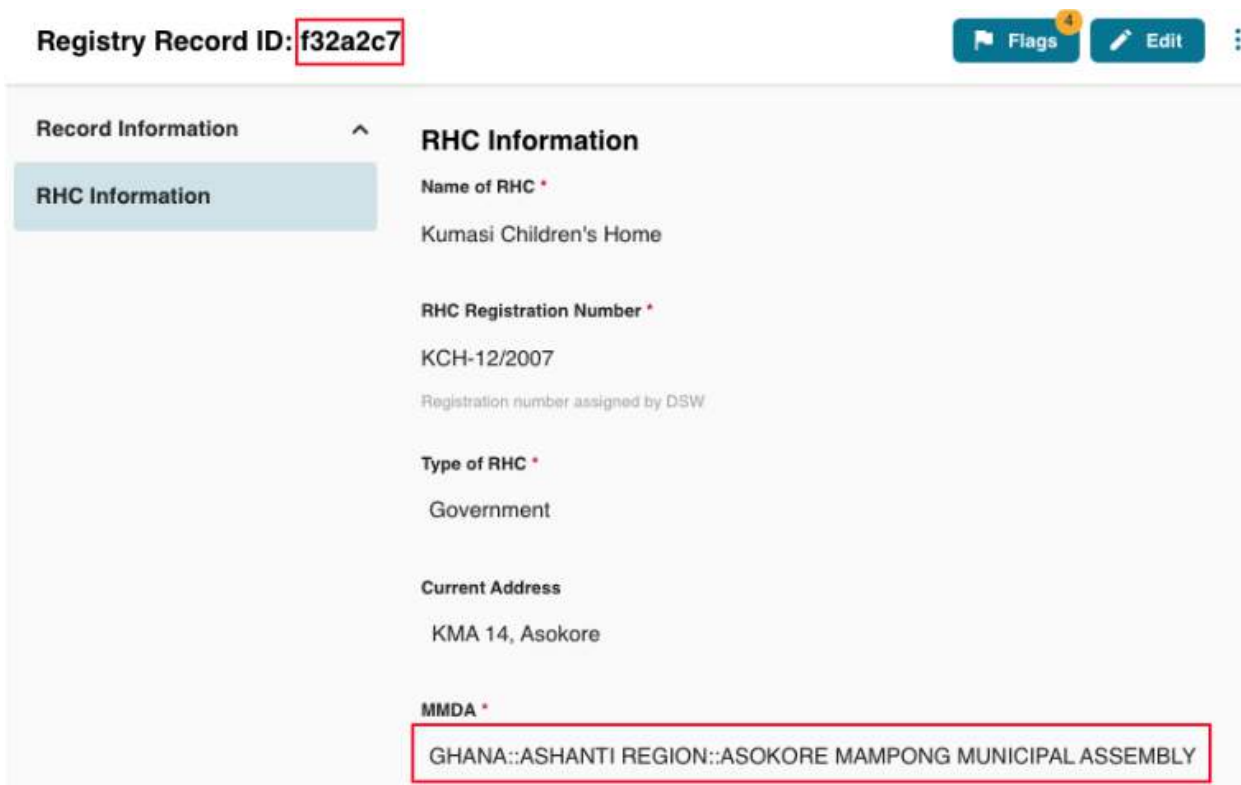 Registry Record ID: f32a2c7
4
Flags
Edit
Record Information
RHC Information
RHC Information
Name of RHC *
Kumasi Children's Home
RHC Registration Number *
KCH-12/2007
Registration number assigned by DSW
Type of RHC *
Government
Current Address
KMA 14, Asokore
MMDA *
GHANA::ASHANTI REGION::ASOKORE MAMPONG MUNICIPAL ASSEMBLY